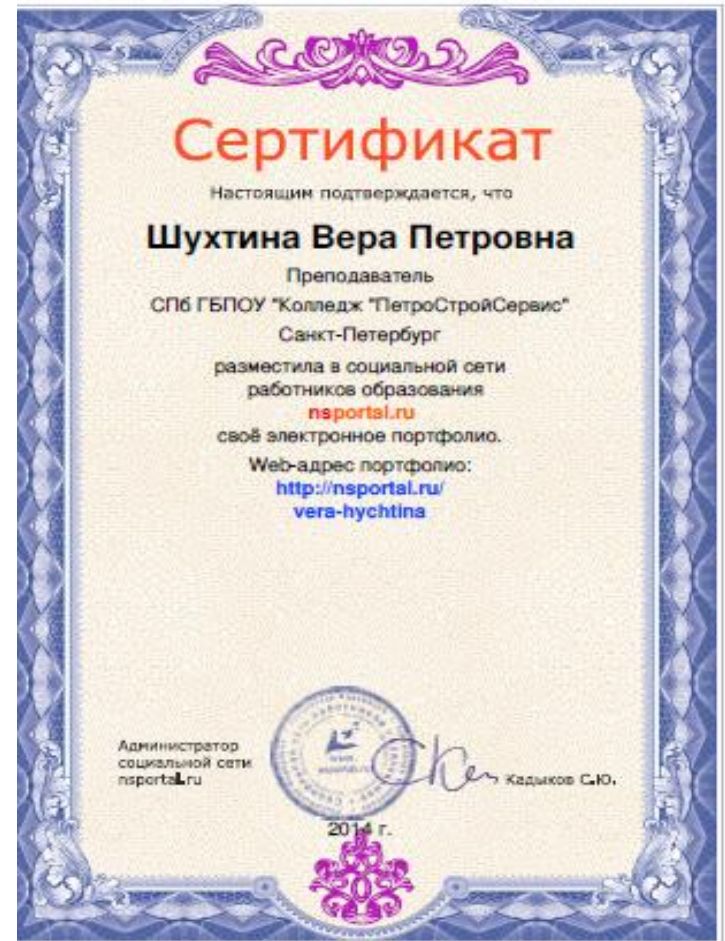 Сертификат
Настоящим подтверждается, что
Шухтина Вера Петровна
Преподаватель
СПб ГБПОУ "Колледж "ПетроСтройСервис"
Санкт-Петербург
разместила в социальной сети
работников образования
nsportal.ru
своё электронное портфолио.
Web-адрес портфолио:
http://nsportal.ru/
vera-hychtina
Администратор
социальной сети
nsportal.ru
Кадыков С.Ю.
2014 г.